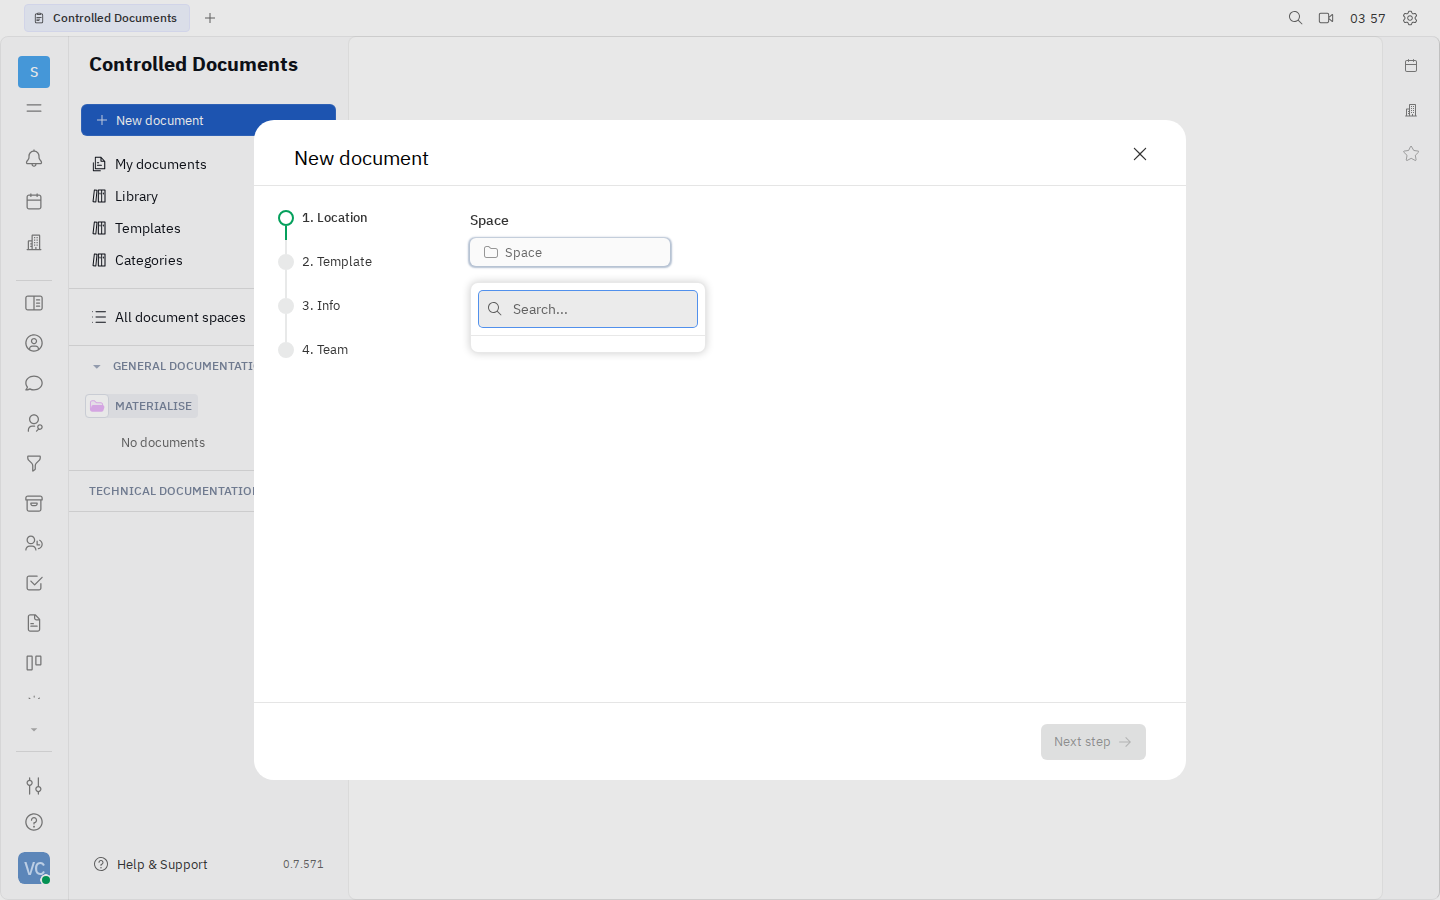 Controlled Documents
03 57
S
Controlled Documents
New document
My documents
Library
Templates
Categories
All document spaces
GENERAL DOCUMENTATI
MATERIALISE
No documents
TECHNICAL DOCUMENTATION
New document
1. Location
2. Template
3. Info
4. Team
Space
Space
Search...
Next step
Help & Support
0.7.571
VC